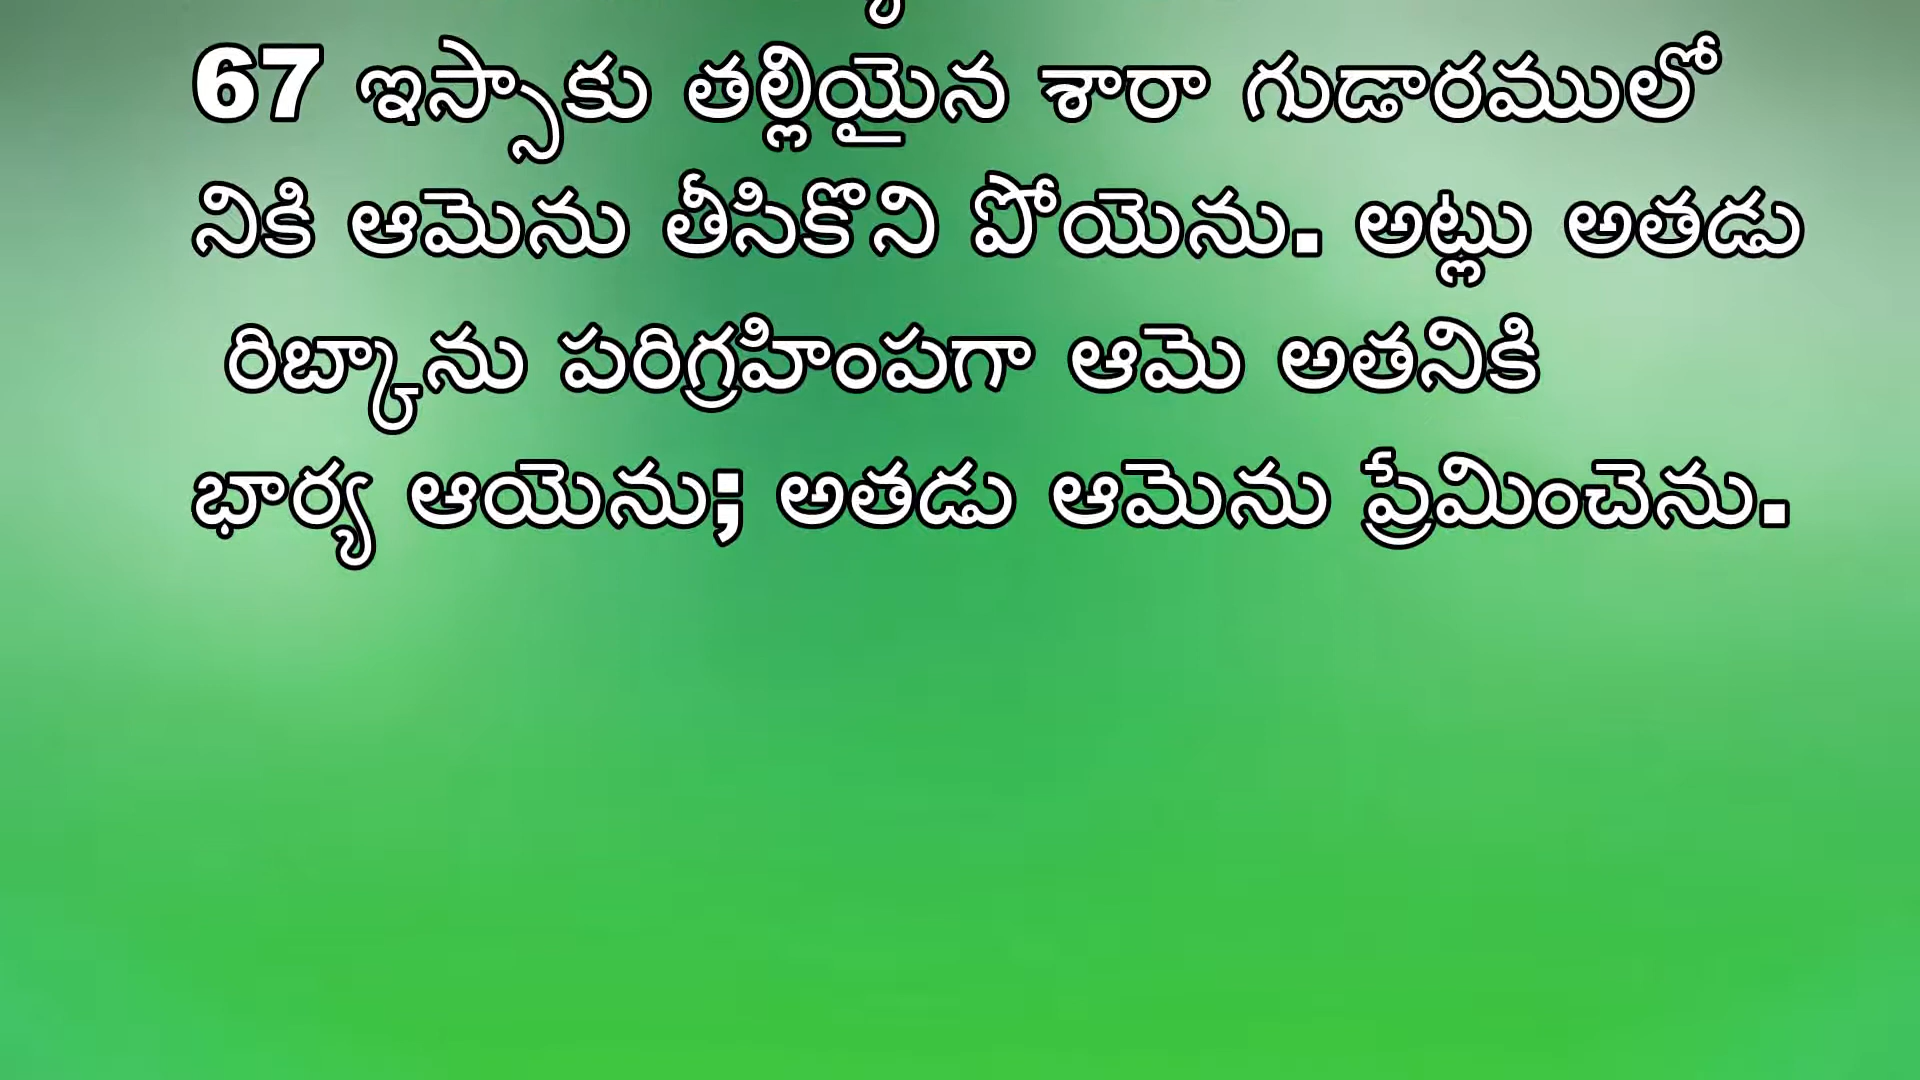 67 ఇస్సాకు తల్లియైన శారా గుడారములో
నికి ఆమెను తీసికొని పోయెను. అట్లు అతడు
రిబ్కాను పరిగ్రహింపగా ఆమె అతనికి
భార్య ఆయెను; అతడు ఆమెను ప్రేమించెను.